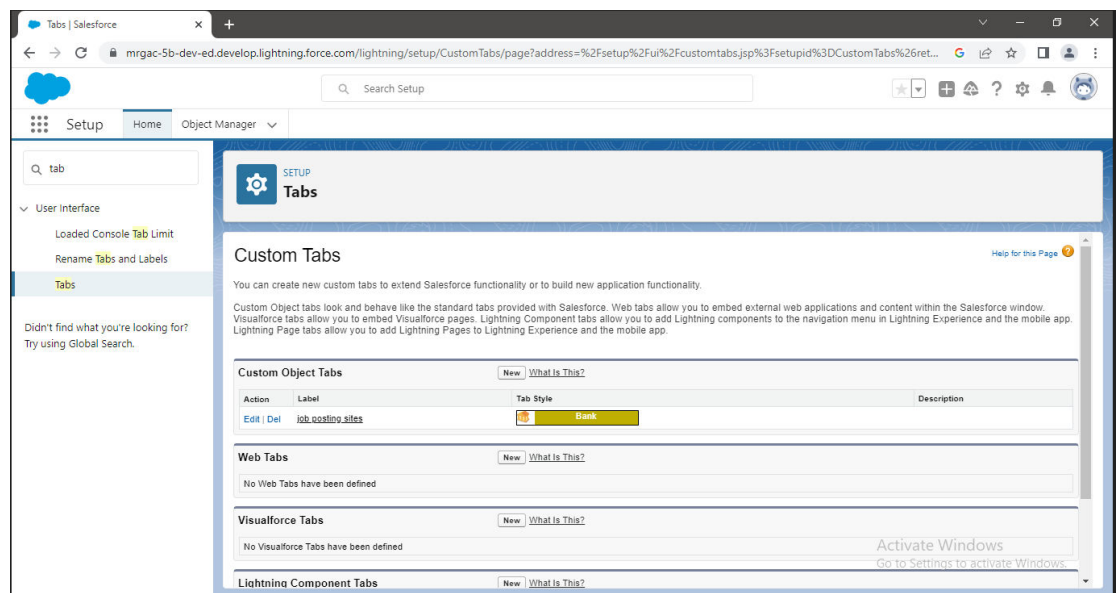 Tabs | Salesforce
mrgac-5b-dev-ed.develop.lightning.force.com/lightning/setup/CustomTabs/page?address=%2Fsetup%2Fui%2Fcustomtabs.jsp%3Fsetupid%3DCustomTabs%26ret...
Search Setup
Setup Home Object Manager
tab
User Interface
Loaded Console Tab Limit
Rename Tabs and Labels
Tabs
Didn't find what you're looking for?
Try using Global Search.
SETUP
Tabs
Custom Tabs
Help for this Page
You can create new custom tabs to extend Salesforce functionality or to build new application functionality.
Custom Object tabs look and behave like the standard tabs provided with Salesforce. Web tabs allow you to embed external web applications and content within the Salesforce window.
Visualforce tabs allow you to embed Visualforce pages. Lightning Component tabs allow you to add Lightning components to the navigation menu in Lightning Experience and the mobile app.
Lightning Page tabs allow you to add Lightning Pages to Lightning Experience and the mobile app.
Custom Object Tabs New What Is This?
Action Label Tab Style Description
Edit | Del job posting sites Bank
Web Tabs New What Is This?
No Web Tabs have been defined
Visualforce Tabs New What Is This?
No Visualforce Tabs have been defined
Lightning Component Tabs New What Is This?
Activate Windows
Go to Settings to activate Windows.